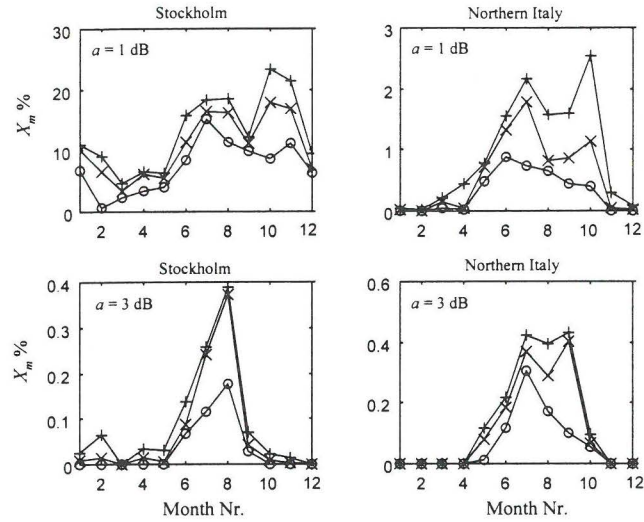 Stockholm
Northern Italy
a = 1 dB
a = 1 dB
X_m %
30
20
10
0
3
2
1
0
2 4 6 8 10 12
2 4 6 8 10 12
Stockholm
Northern Italy
a = 3 dB
a = 3 dB
X_m %
0.4
0.3
0.2
0.1
0
0.6
0.4
0.2
0
2 4 6 8 10 12
2 4 6 8 10 12
Month Nr.
Month Nr.